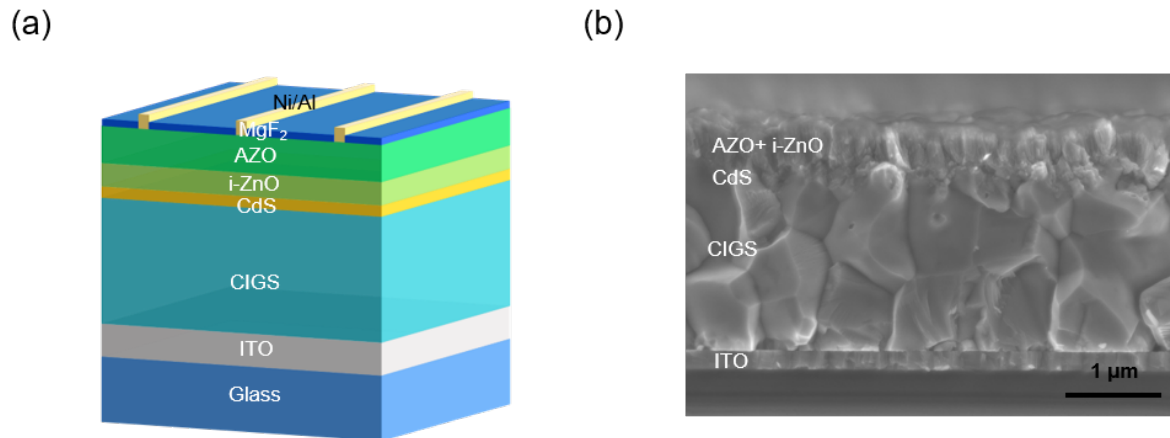 (a)
(b)
Ni/Al
MgF₂
AZO
i-ZnO
CdS
CIGS
ITO
Glass
AZO+ i-ZnO
CdS
CIGS
ITO
1 μm